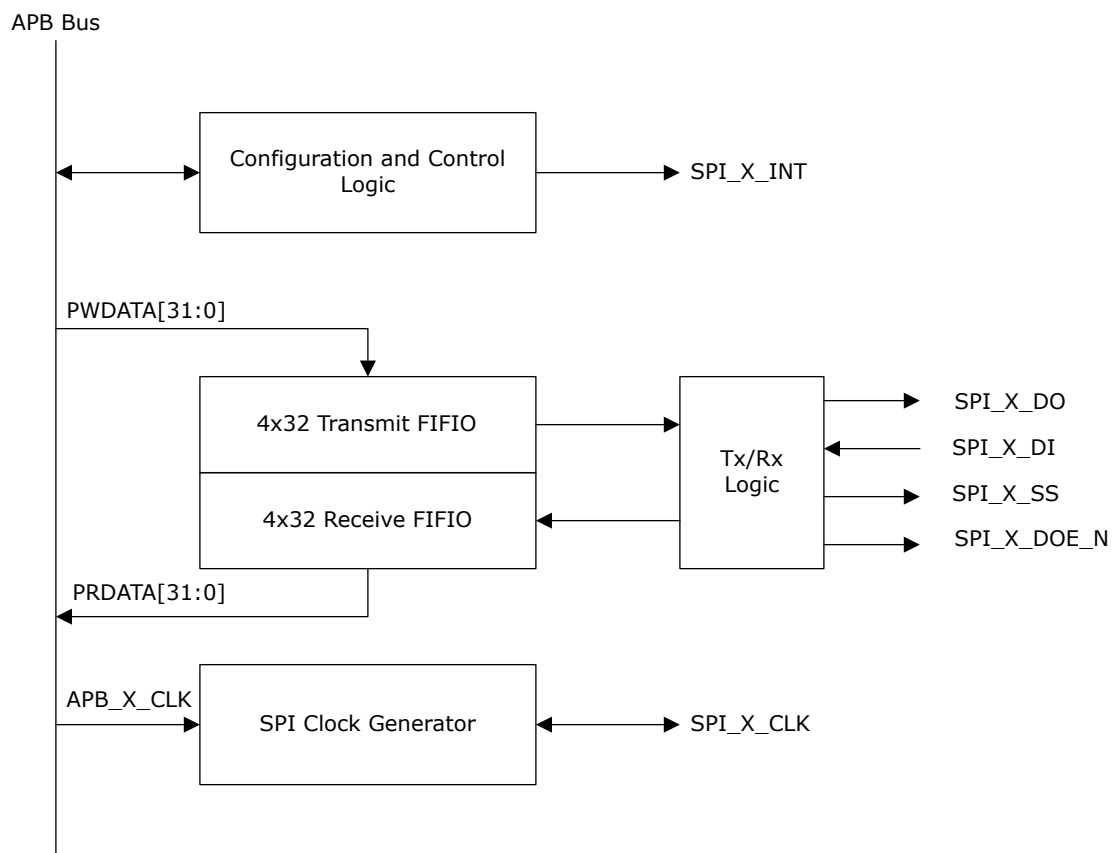 APB Bus
Configuration and Control
Logic
SPI_X_INT
PWDATA[31:0]
4x32 Transmit FIFIO
4x32 Receive FIFIO
Tx/Rx
Logic
SPI_X_DO
SPI_X_DI
SPI_X_SS
SPI_X_DOE_N
PRDATA[31:0]
APB_X_CLK
SPI Clock Generator
SPI_X_CLK